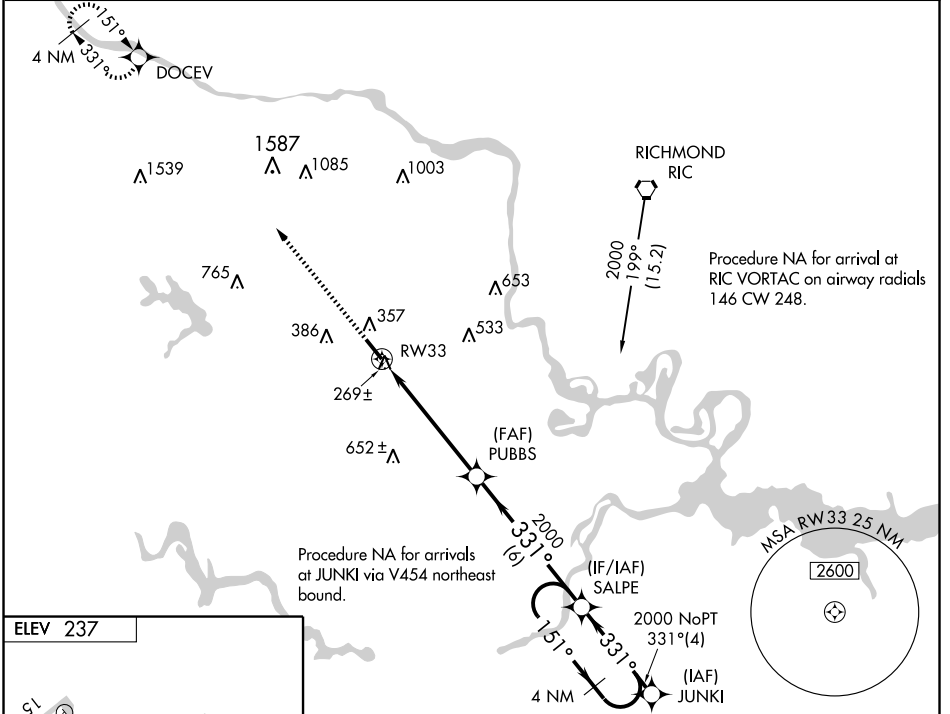 151°
331°
4 NM
DOCEV
1539
1587
1085
1003
RICHMOND
RIC
2000
199°
(15.2)
Procedure NA for arrival at
RIC VORTAC on airway radials
146 CW 248.
765
653
386
357
533
RW33
269±
652±
(FAF)
PUBBS
2000
331°
(6)
MSA RW33 25 NM
2600
Procedure NA for arrivals
at JUNKI via V454 northeast
bound.
(IF/IAF)
SALPE
2000 NoPT
331°(4)
151°
331°
4 NM
(IAF)
JUNKI
ELEV 237
15